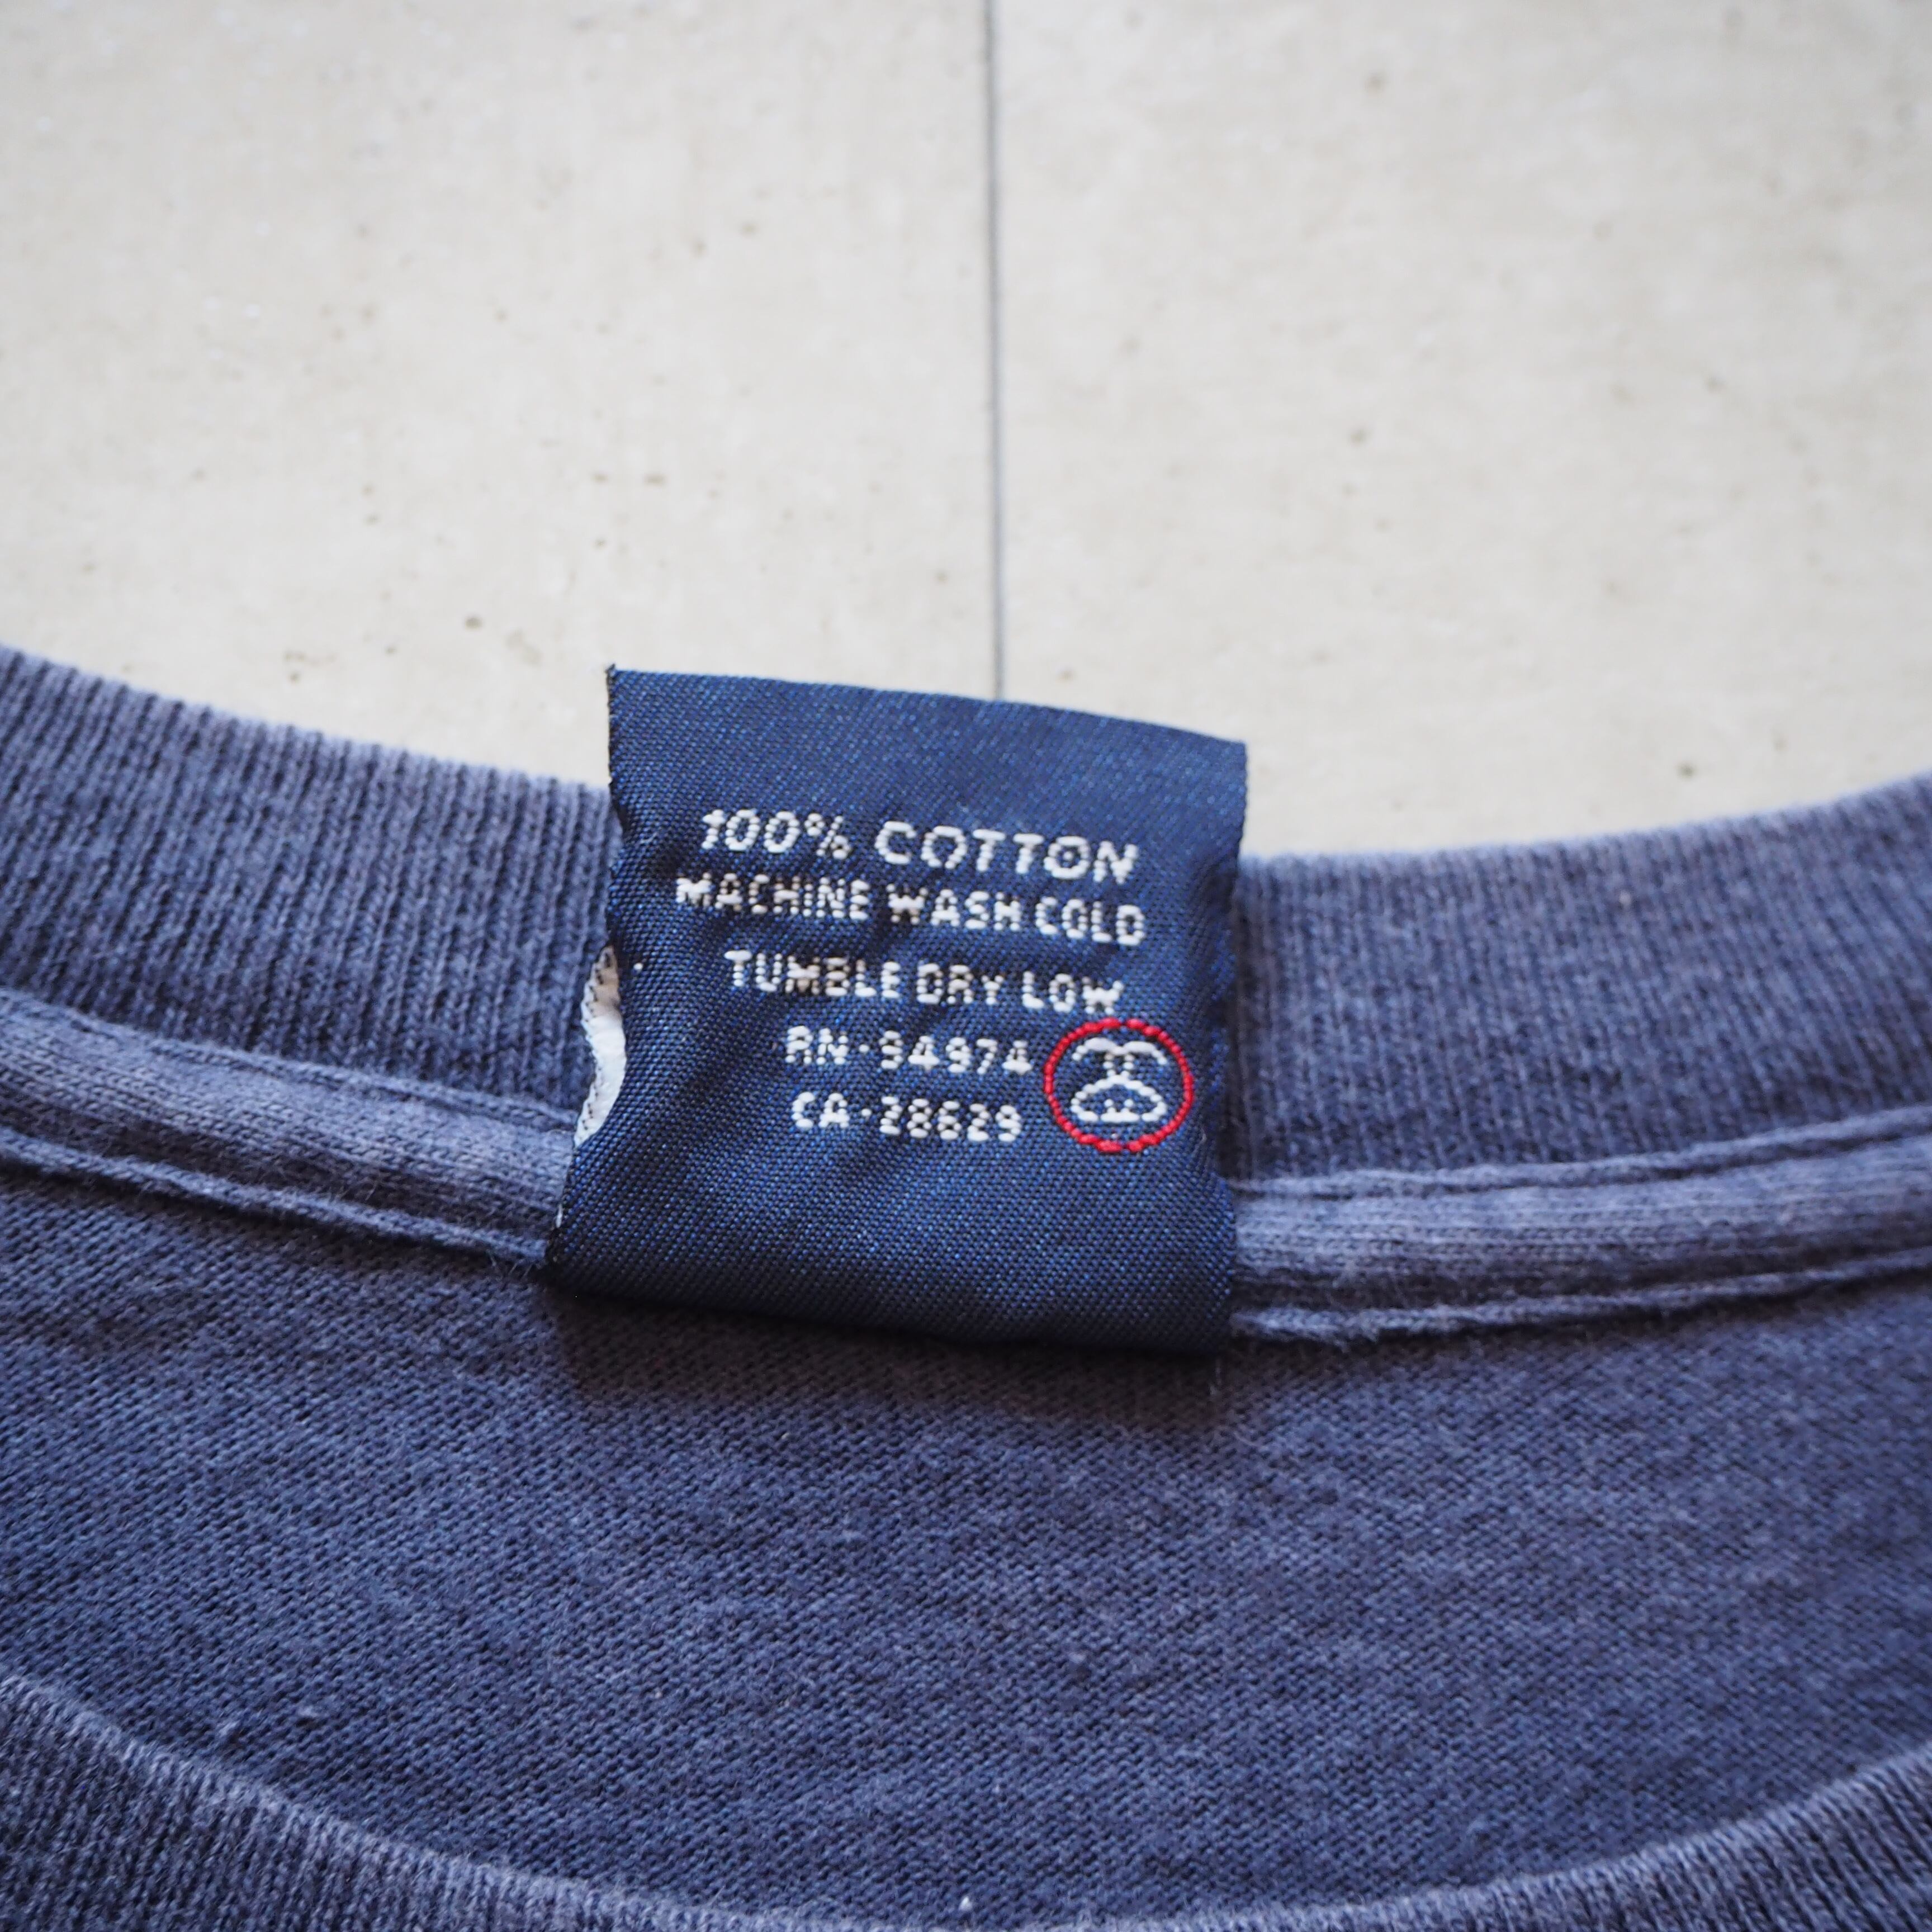 100% COTTON
MACHINE WASH COLD
TUMBLE DRY LOW
RN·94974
CA·28629